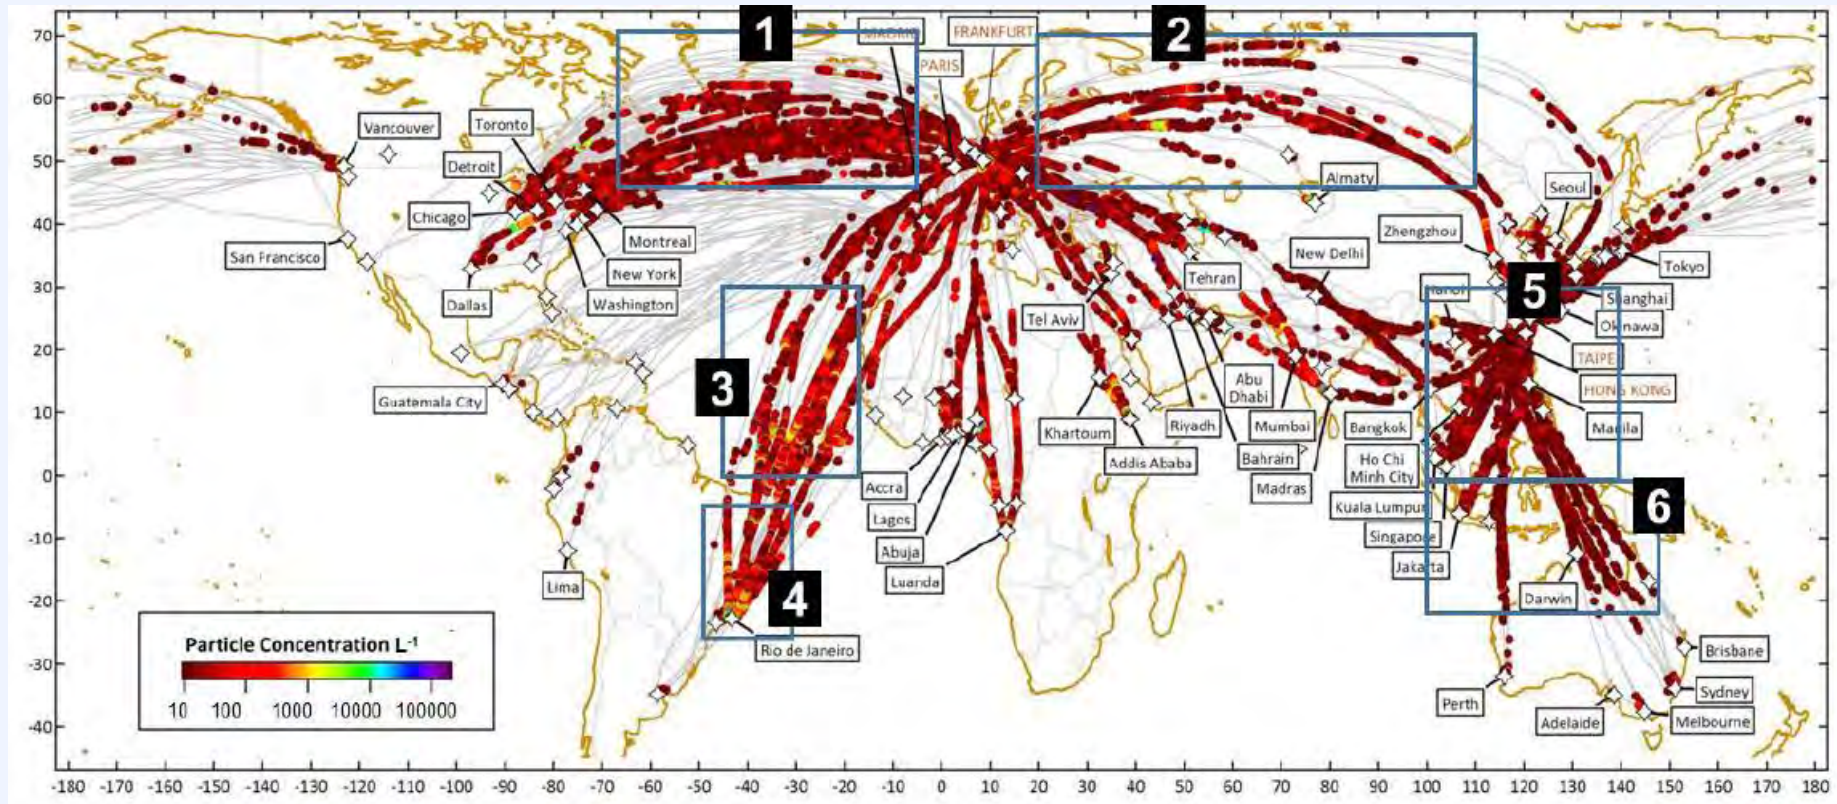 1
2
MADRID
FRANKFURT
PARIS
Vancouver
Toronto
Detroit
Chicago
San Francisco
Montreal
New York
Dallas
Washington
Guatemala City
Lima
Rio de Janeiro
3
4
Accra
Lagos
Abuja
Luanda
Tel Aviv
Khartoum
Addis Ababa
Tehran
Riyadh
Abu
Dhabi
Bahrain
Mumbai
Madras
New Delhi
Almaty
Zhengzhou
Seoul
Tokyo
5
Hanoi
Shanghai
Okinawa
TAIPEI
HONG KONG
Manila
Bangkok
Ho Chi
Minh City
Kuala Lumpur
Singapore
Jakarta
6
Darwin
Brisbane
Perth
Sydney
Adelaide
Melbourne
Particle Concentration L-1
10 100 1000 10000 100000
70
60
50
40
30
20
10
0
-10
-20
-30
-40
-180 -170 -160 -150 -140 -130 -120 -110 -100 -90 -80 -70 -60 -50 -40 -30 -20 -10 0 10 20 30 40 50 60 70 80 90 100 110 120 130 140 150 160 170 180